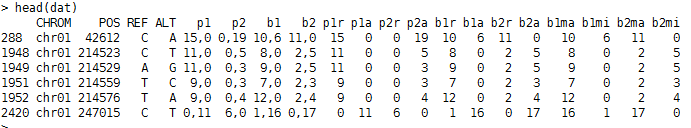 > head(dat)
CHROM POS REF ALT p1 p2 b1 b2 p1r p1a p2r p2a b1r b1a b2r b2a b1ma b1mi b2ma b2mi
288 chr01 42612 C A 15,0 0,19 10,6 11,0 15 0 0 19 10 6 11 0 10 6 11 0
1948 chr01 214523 C T 11,0 0,5 8,0 2,5 11 0 0 5 8 0 2 5 8 0 2 5
1949 chr01 214529 A G 11,0 0,3 9,0 2,5 11 0 0 3 9 0 2 5 9 0 2 5
1951 chr01 214559 T C 9,0 0,3 7,0 2,3 9 0 0 3 7 0 2 3 7 0 2 3
1952 chr01 214576 T A 9,0 0,4 12,0 2,4 9 0 0 4 12 0 2 4 12 0 2 4
2420 chr01 247015 C T 0,11 6,0 1,16 0,17 0 11 6 0 1 16 0 17 16 1 17 0